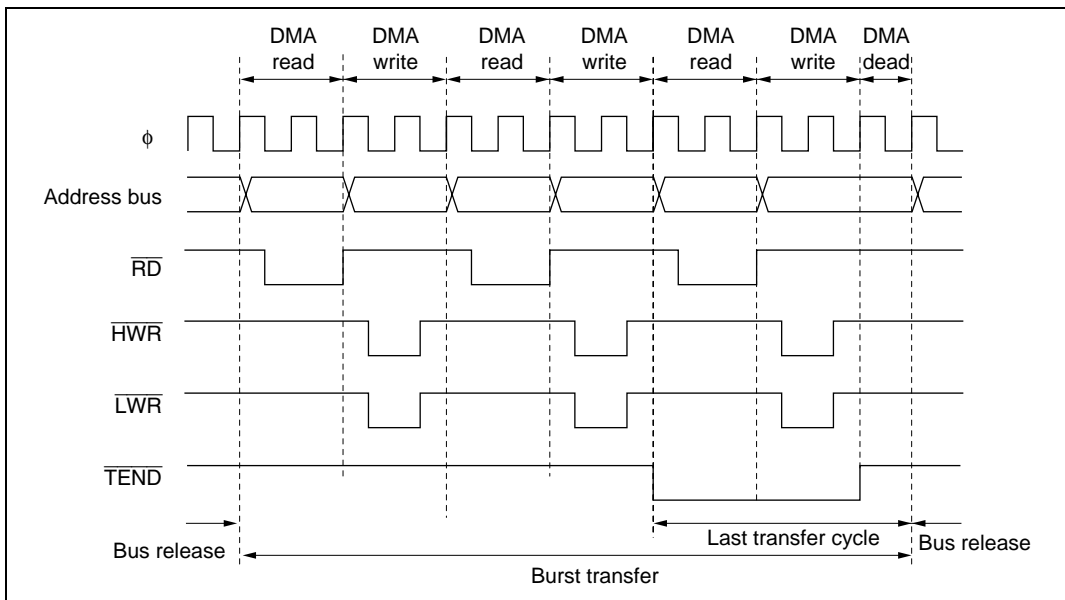 DMA DMA DMA DMA DMA DMA DMA
read write read write read write dead
ϕ
Address bus
RD
HWR
LWR
TEND
Last transfer cycle
Bus release Bus release
Burst transfer